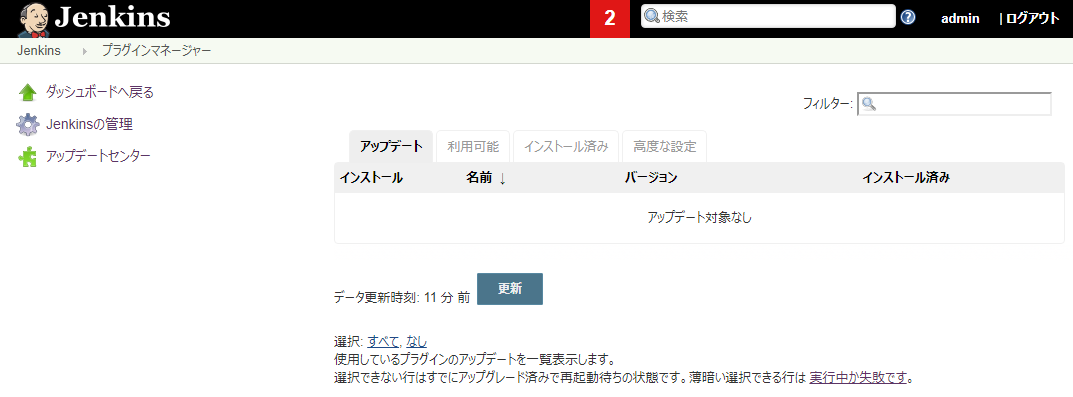 Jenkins
2
検索
admin
| ログアウト
Jenkins
プラグインマネージャー
ダッシュボードへ戻る
Jenkinsの管理
アップデートセンター
フィルター:
アップデート
利用可能
インストール済み
高度な設定
インストール 名前 ↓ バージョン インストール済み
アップデート対象なし
データ更新時刻: 11 分 前
更新
選択: すべて, なし
使用しているプラグインのアップデートを一覧表示します。
選択できない行はすでにアップグレード済みで再起動待ちの状態です。薄暗い選択できる行は 実行中か失敗です。